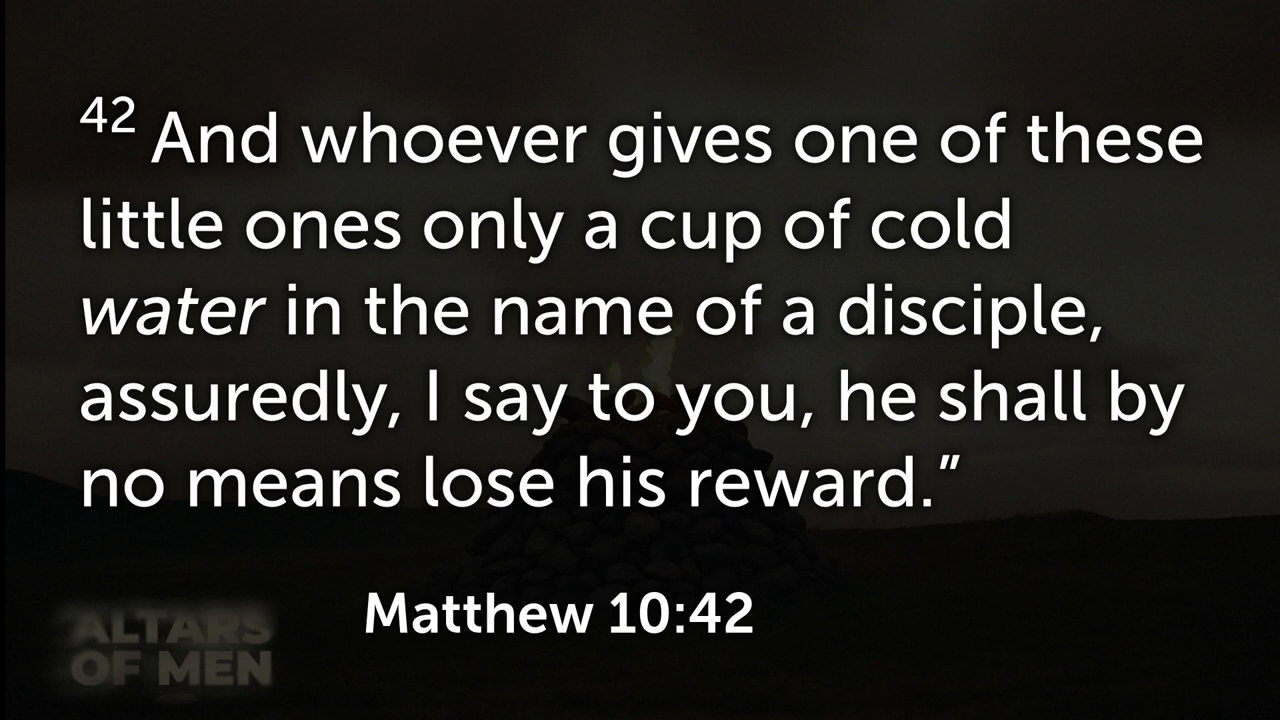 42 And whoever gives one of these
little ones only a cup of cold
water in the name of a disciple,
assuredly, I say to you, he shall by
no means lose his reward.”
Matthew 10:42
ALTARS
OF MEN